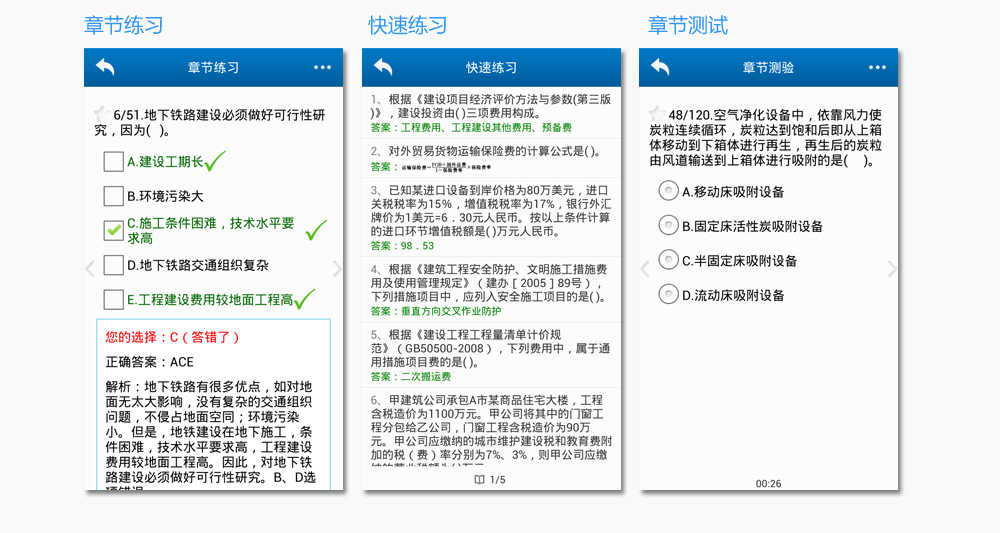 章节练习
章节练习
6/51.地下铁路建设必须做好可行性研
究，因为( )。
A.建设工期长
B.环境污染大
C.施工条件困难，技术水平要
求高
D.地下铁路交通组织复杂
E.工程建设费用较地面工程高
您的选择：C（答错了）
正确答案：ACE
解析：地下铁路有很多优点，如对地
面无太大影响，没有复杂的交通组织
问题，不侵占地面空间；环境污染
小。但是，地铁建设在地下施工，条
件困难，技术水平要求高，工程建设
费用较地面工程高。因此，对地下铁
路建设必须做好可行性研究。B、D选
项错误
快速练习
快速练习
1、根据《建设项目经济评价方法与参数(第三版
)》，建设投资由( )三项费用构成。
答案：工程费用、工程建设其他费用、预备费
2、对外贸易货物运输保险费的计算公式是( )。
答案：运输保险费=FOB+国外运费/1-保险费率×保险费率
3、已知某进口设备到岸价格为80万美元，进口
关税税率为15%，增值税税率为17%，银行外汇
牌价为1美元=6．30元人民币。按以上条件计算
的进口环节增值税额是( )万元人民币。
答案：98．53
4、根据《建筑工程安全防护、文明施工措施费
用及使用管理规定》（建办［2005］89号），
下列措施项目中，应列入安全施工项目的是( )。
答案：垂直方向交叉作业防护
5、根据《建设工程工程量清单计价规
范》（GB50500-2008），下列费用中，属于通
用措施项目费的是( )。
答案：二次搬运费
6、甲建筑公司承包A市某商品住宅大楼，工程
含税造价为1100万元。甲公司将其中的门窗工
程分包给乙公司，门窗工程含税造价为90万
元。甲公司应缴纳的城市维护建设税和教育费附
加的税（费）率分别为7%、3%，则甲公司应缴
1/5
章节测试
章节测验
48/120.空气净化设备中，依靠风力使
炭粒连续循环，炭粒达到饱和后即从上箱
体移动到下箱体进行再生，再生后的炭粒
由风道输送到上箱体进行吸附的是( )。
A.移动床吸附设备
B.固定床活性炭吸附设备
C.半固定床吸附设备
D.流动床吸附设备
00:26